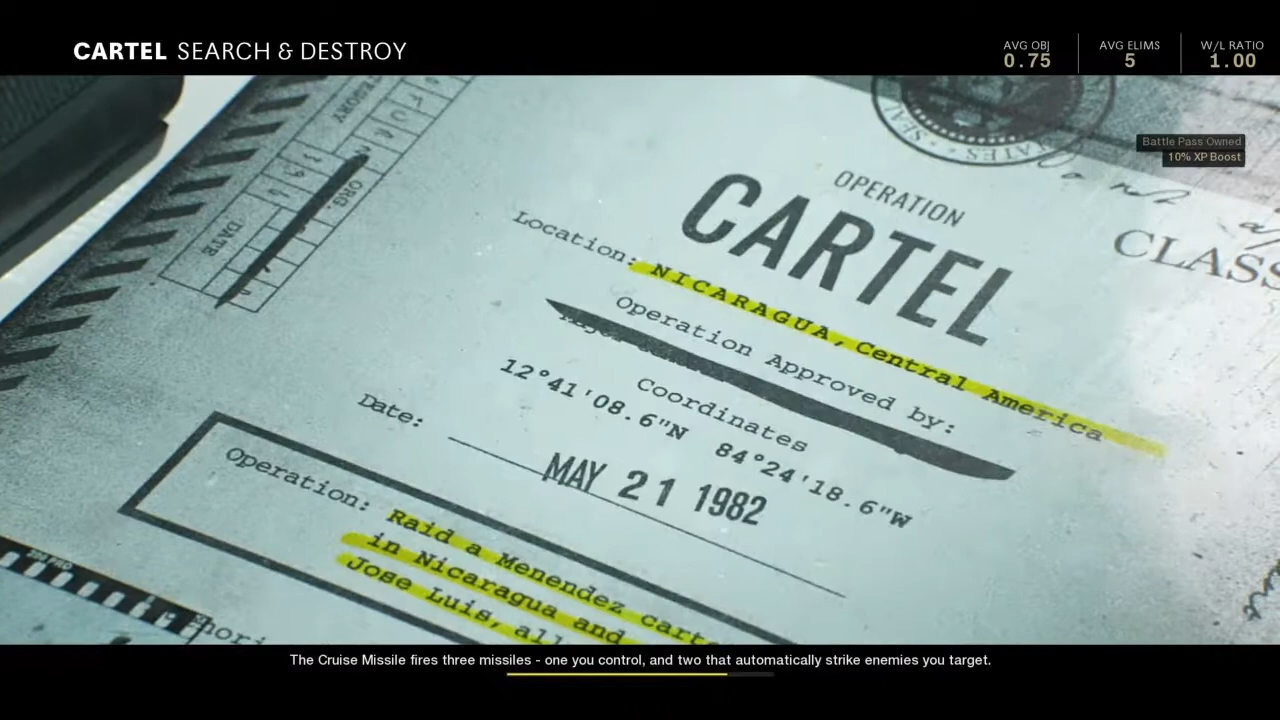 CARTEL SEARCH & DESTROY
AVG OBJ
0.75
AVG ELIMS
5
W/L RATIO
1.00
Battle Pass Owned
10% XP Boost
ORG.
DATE
OPERATION
CARTEL
CLASS
Location: NICARAGUA, Central America
Operation Approved by:
Coordinates
12°41'08.6"N 84°24'18.6"W
Date:
MAY 21 1982
Operation: Raid a Menendez cart
in Nicaragua and
Jose Luis, all
The Cruise Missile fires three missiles - one you control, and two that automatically strike enemies you target.